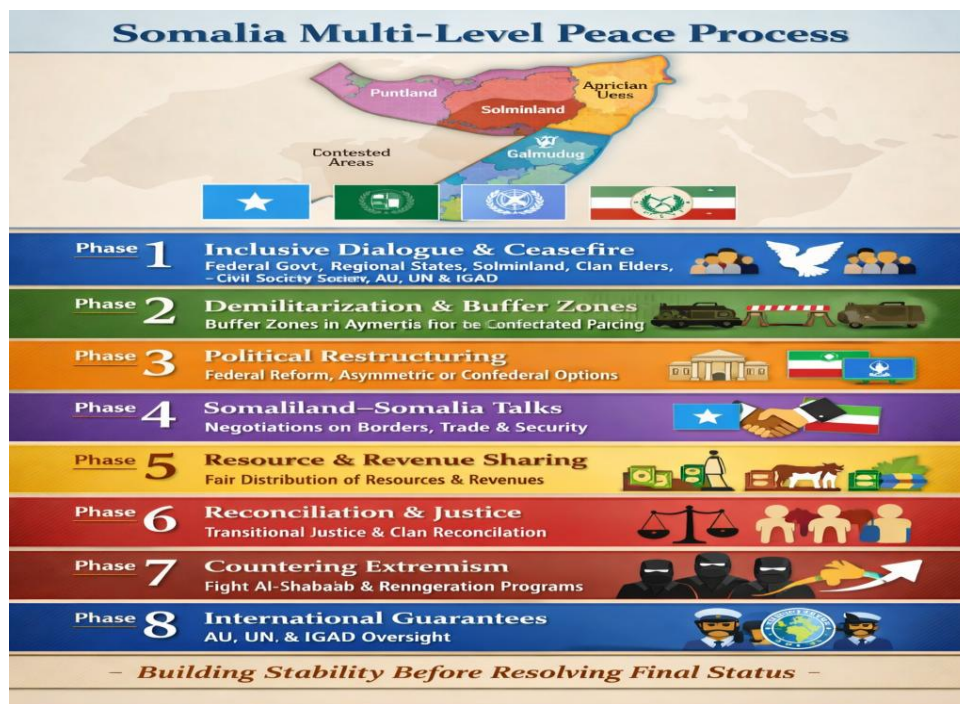 Somalia Multi-Level Peace Process
Puntland
Solminland
Aprician
Uees
Contested
Areas
Galmudug
Phase 1
Inclusive Dialogue & Ceasefire
Federal Govt, Regional States, Solminland, Clan Elders,
– Civil Society Society, AU, UN & IGAD
Phase 2
Demilitarization & Buffer Zones
Buffer Zones in Aymertis for be Confectated Paicing
Phase 3
Political Restructuring
Federal Reform, Asymmetric or Confederal Options
Phase 4
Somaliland—Somalia Talks
Negotiations on Borders, Trade & Security
Phase 5
Resource & Revenue Sharing
Fair Distribution of Resources & Revenues
Phase 6
Reconciliation & Justice
Transitional Justice & Clan Reconcilation
Phase 7
Countering Extremism
Fight Al-Shabaab & Renngeration Programs
Phase 8
International Guarantees
AU, UN. & IGAD Oversight
– Building Stability Before Resolving Final Status –